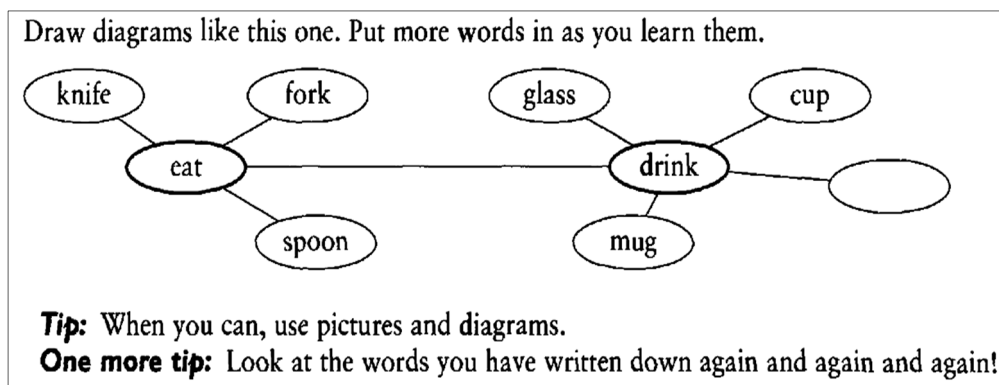 Draw diagrams like this one. Put more words in as you learn them.
knife fork glass cup
eat drink
spoon mug
Tip: When you can, use pictures and diagrams.
One more tip: Look at the words you have written down again and again and again!